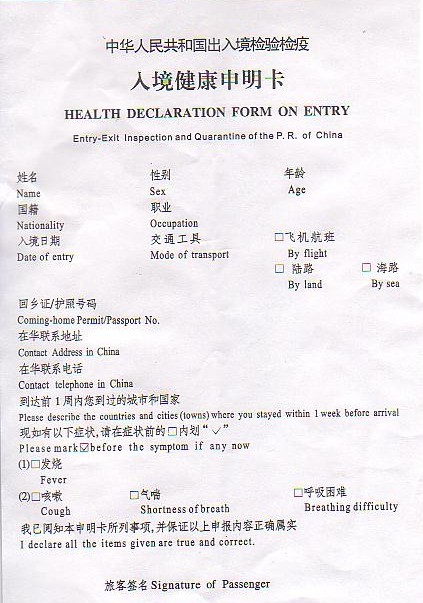 中华人民共和国出入境检验检疫
入境健康申明卡
HEALTH DECLARATION FORM ON ENTRY
Entry-Exit Inspection and Quarantine of the P. R. of China
姓名 性别 年龄
Name Sex Age
国籍 职业
Nationality Occupation
入境日期 交通工具 □飞机航班
Date of entry Mode of transport By flight
□ 陆路 □ 海路
By land By sea
回乡证/护照号码
Coming-home Permit/Passport No.
在华联系地址
Contact Address in China
在华联系电话
Contact telephone in China
到达前1周内您到过的城市和国家
Please describe the countries and cities(towns) where you stayed within 1 week before arrival
现如有以下症状,请在症状前的□内划“✓”
Please mark☑before the symptom if any now
(1)□发烧
Fever
(2)□咳嗽 □气喘 □呼吸困难
Cough Shortness of breath Breathing difficulty
我已阅知本申明卡所列事项,并保证以上申报内容正确属实
I declare all the items given are true and correct.
旅客签名 Signature of Passenger